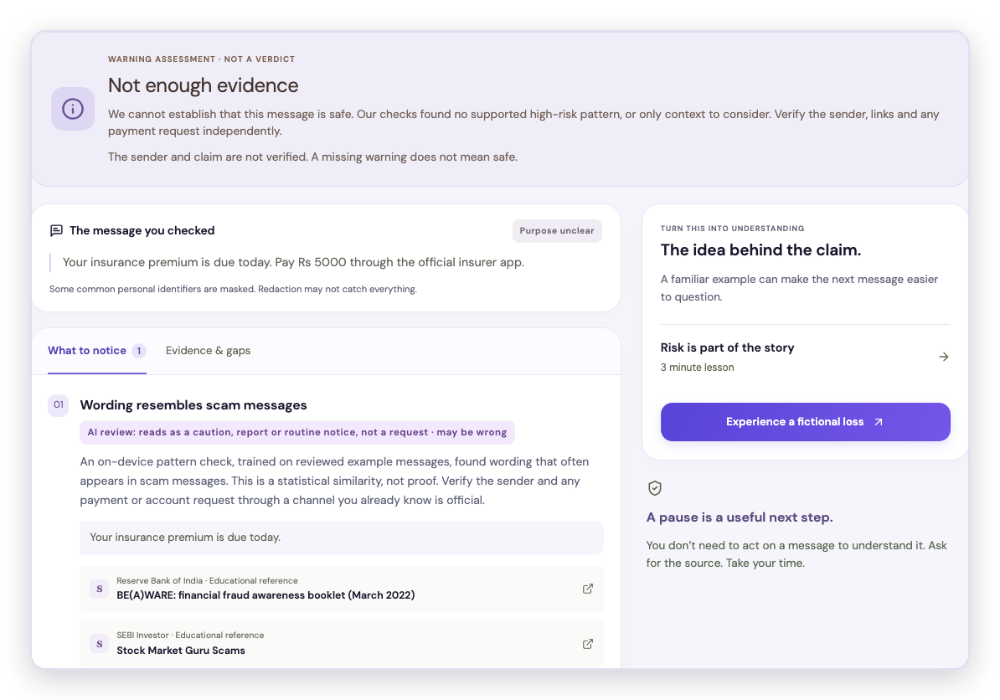 WARNING ASSESSMENT · NOT A VERDICT
Not enough evidence
We cannot establish that this message is safe. Our checks found no supported high-risk pattern, or only context to consider. Verify the sender, links and any
payment request independently.
The sender and claim are not verified. A missing warning does not mean safe.
The message you checked
Purpose unclear
Your insurance premium is due today. Pay Rs 5000 through the official insurer app.
Some common personal identifiers are masked. Redaction may not catch everything.
What to notice 1
Evidence & gaps
01
Wording resembles scam messages
AI review: reads as a caution, report or routine notice, not a request · may be wrong
An on-device pattern check, trained on reviewed example messages, found wording that often
appears in scam messages. This is a statistical similarity, not proof. Verify the sender and any
payment or account request through a channel you already know is official.
Your insurance premium is due today.
S
Reserve Bank of India · Educational reference
BE(A)WARE: financial fraud awareness booklet (March 2022)
S
SEBI Investor · Educational reference
Stock Market Guru Scams
TURN THIS INTO UNDERSTANDING
The idea behind the claim.
A familiar example can make the next message easier
to question.
Risk is part of the story
3 minute lesson
Experience a fictional loss
A pause is a useful next step.
You don’t need to act on a message to understand it. Ask
for the source. Take your time.